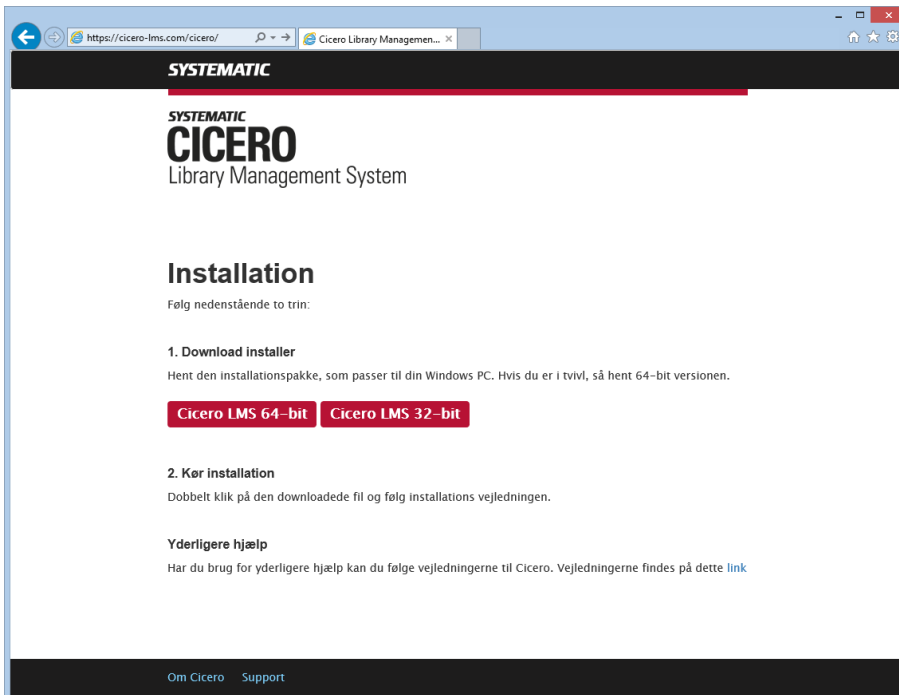 https://cicero-lms.com/cicero/
Cicero Library Managemen...
SYSTEMATIC
SYSTEMATIC
CICERO
Library Management System
Installation
Følg nedenstående to trin:
1. Download installer
Hent den installationspakke, som passer til din Windows PC. Hvis du er i tvivl, så hent 64-bit versionen.
Cicero LMS 64-bit Cicero LMS 32-bit
2. Kør installation
Dobbelt klik på den downloadede fil og følg installations vejledningen.
Yderligere hjælp
Har du brug for yderligere hjælp kan du følge vejledningerne til Cicero. Vejledningerne findes på dette link
Om Cicero Support